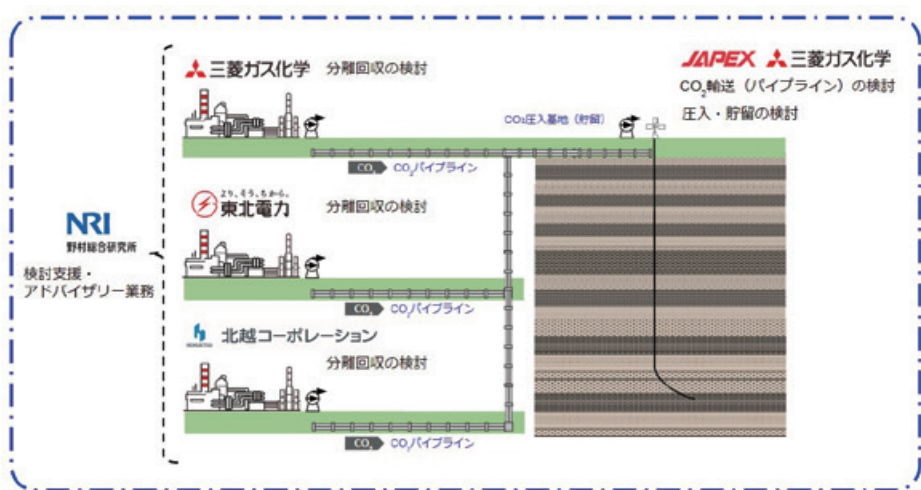 三菱ガス化学 分離回収の検討
JAPEX 三菱ガス化学
CO₂輸送（パイプライン）の検討
圧入・貯留の検討
CO₂圧入基地（貯留）
CO₂ CO₂パイプライン
より、そう、ちから。
東北電力 分離回収の検討
NRI
野村総合研究所
検討支援・
アドバイザリー業務
CO₂ CO₂パイプライン
北越コーポレーション
HOKUETSU
分離回収の検討
CO₂ CO₂パイプライン